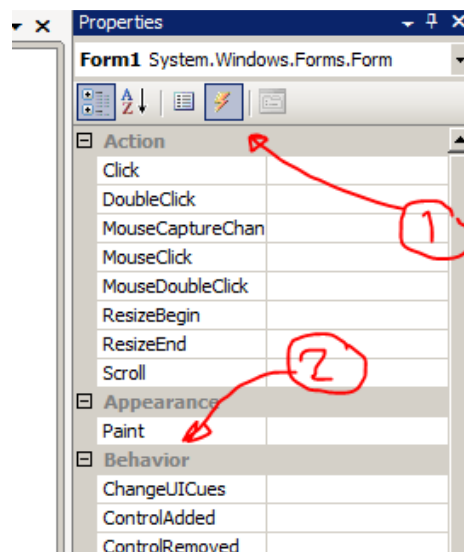 Properties
Form1 System.Windows.Forms.Form
A
Z
Action
1
Click
DoubleClick
MouseCaptureChan
MouseClick
MouseDoubleClick
ResizeBegin
ResizeEnd
2
Scroll
Appearance
Paint
Behavior
ChangeUICues
ControlAdded
ControlRemoved